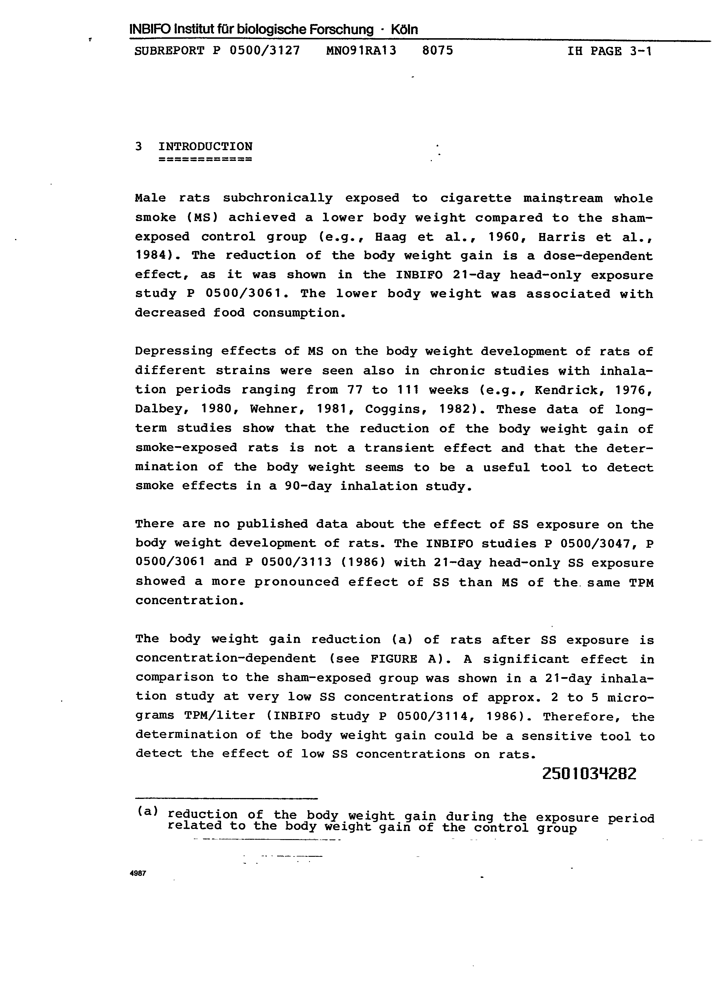 INBIFO Institut für biologische Forschung · Köln
SUBREPORT P 0500/3127 MNO91RA13 8075 IH PAGE 3-1
3 INTRODUCTION
============
Male rats subchronically exposed to cigarette mainstream whole
smoke (MS) achieved a lower body weight compared to the sham-
exposed control group (e.g., Haag et al., 1960, Harris et al.,
1984). The reduction of the body weight gain is a dose-dependent
effect, as it was shown in the INBIFO 21-day head-only exposure
study P 0500/3061. The lower body weight was associated with
decreased food consumption.
Depressing effects of MS on the body weight development of rats of
different strains were seen also in chronic studies with inhala-
tion periods ranging from 77 to 111 weeks (e.g., Kendrick, 1976,
Dalbey, 1980, Wehner, 1981, Coggins, 1982). These data of long-
term studies show that the reduction of the body weight gain of
smoke-exposed rats is not a transient effect and that the deter-
mination of the body weight seems to be a useful tool to detect
smoke effects in a 90-day inhalation study.
There are no published data about the effect of SS exposure on the
body weight development of rats. The INBIFO studies P 0500/3047, P
0500/3061 and P 0500/3113 (1986) with 21-day head-only SS exposure
showed a more pronounced effect of SS than MS of the same TPM
concentration.
The body weight gain reduction (a) of rats after SS exposure is
concentration-dependent (see FIGURE A). A significant effect in
comparison to the sham-exposed group was shown in a 21-day inhala-
tion study at very low SS concentrations of approx. 2 to 5 micro-
grams TPM/liter (INBIFO study P 0500/3114, 1986). Therefore, the
determination of the body weight gain could be a sensitive tool to
detect the effect of low SS concentrations on rats.
2501034282
(a) reduction of the body weight gain during the exposure period
related to the body weight gain of the control group
4987